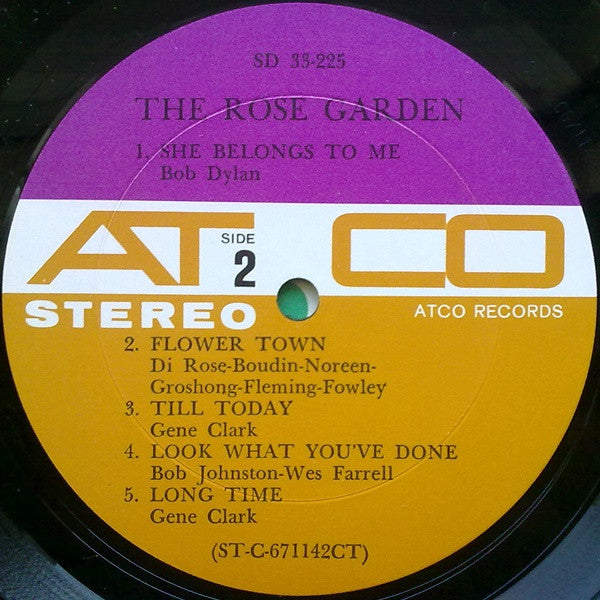 SD 33-225
THE ROSE GARDEN
1. SHE BELONGS TO ME
Bob Dylan
ATCO
SIDE
2
STEREO
ATCO RECORDS
2. FLOWER TOWN
Di Rose-Boudin-Noreen-
Groshong-Fleming-Fowley
3. TILL TODAY
Gene Clark
4. LOOK WHAT YOU'VE DONE
Bob Johnston-Wes Farrell
5. LONG TIME
Gene Clark
(ST-C-671142CT)